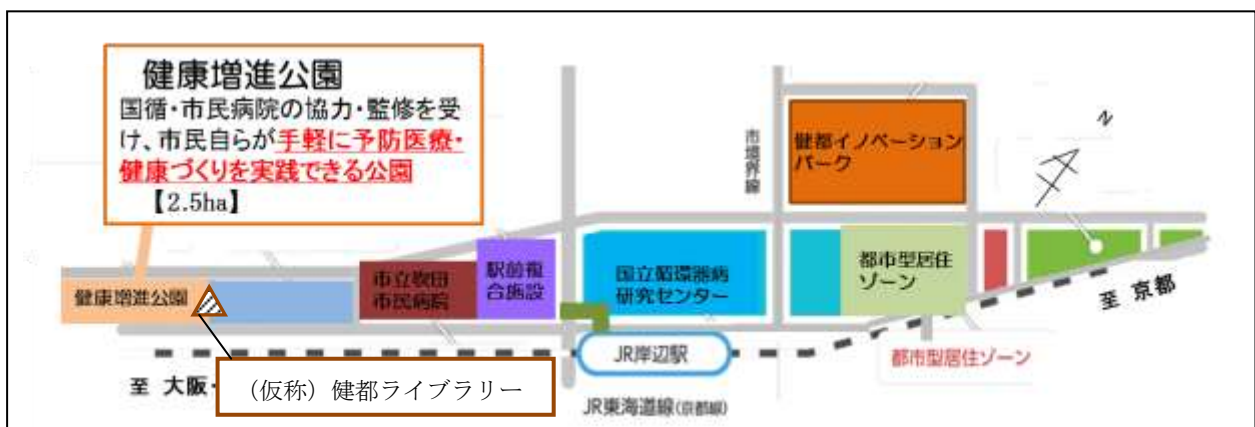 健康増進公園
国循・市民病院の協力・監修を受
け、市民自らが手軽に予防医療・
健康づくりを実践できる公園
【2.5ha】
市境界線
健都イノベーション
パーク
N
健康増進公園
市立吹田
市民病院
駅前複
合施設
国立循環器病
研究センター
都市型居住
ゾーン
至 京都
JR岸辺駅
都市型居住ゾーン
至 大阪・
（仮称）健都ライブラリー
JR東海道線(京都線)